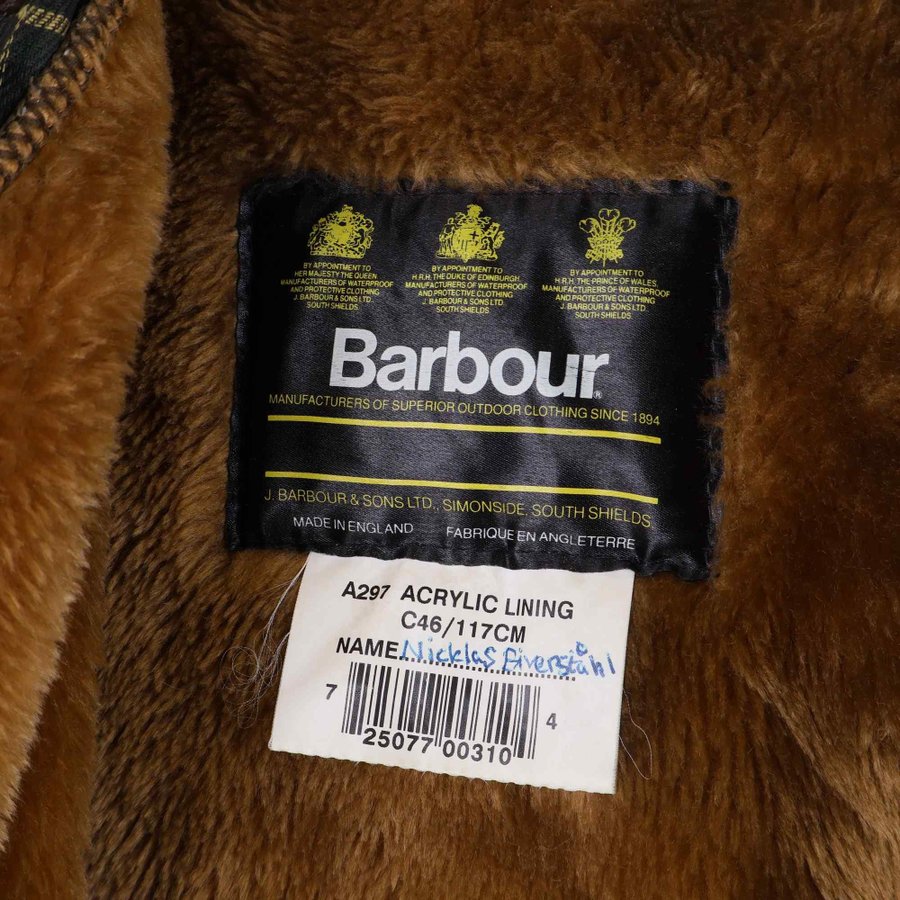 BY APPOINTMENT TO
HER MAJESTY THE QUEEN
MANUFACTURERS OF WATERPROOF
AND PROTECTIVE CLOTHING
J. BARBOUR & SONS LTD.
SOUTH SHIELDS
BY APPOINTMENT TO
H.R.H. THE DUKE OF EDINBURGH
MANUFACTURERS OF WATERPROOF
AND PROTECTIVE CLOTHING
J. BARBOUR & SONS LTD.
SOUTH SHIELDS.
BY APPOINTMENT TO
H.R.H. THE PRINCE OF WALES,
MANUFACTURERS OF WATERPROOF
AND PROTECTIVE CLOTHING
J. BARBOUR & SONS LTD.
SOUTH SHIELDS.
Barbour®
MANUFACTURERS OF SUPERIOR OUTDOOR CLOTHING SINCE 1894
J. BARBOUR & SONS LTD., SIMONSIDE, SOUTH SHIELDS
MADE IN ENGLAND FABRIQUE EN ANGLETERRE
A297 ACRYLIC LINING
C46/117CM
NAME Nicklas
7 25077 00310 4